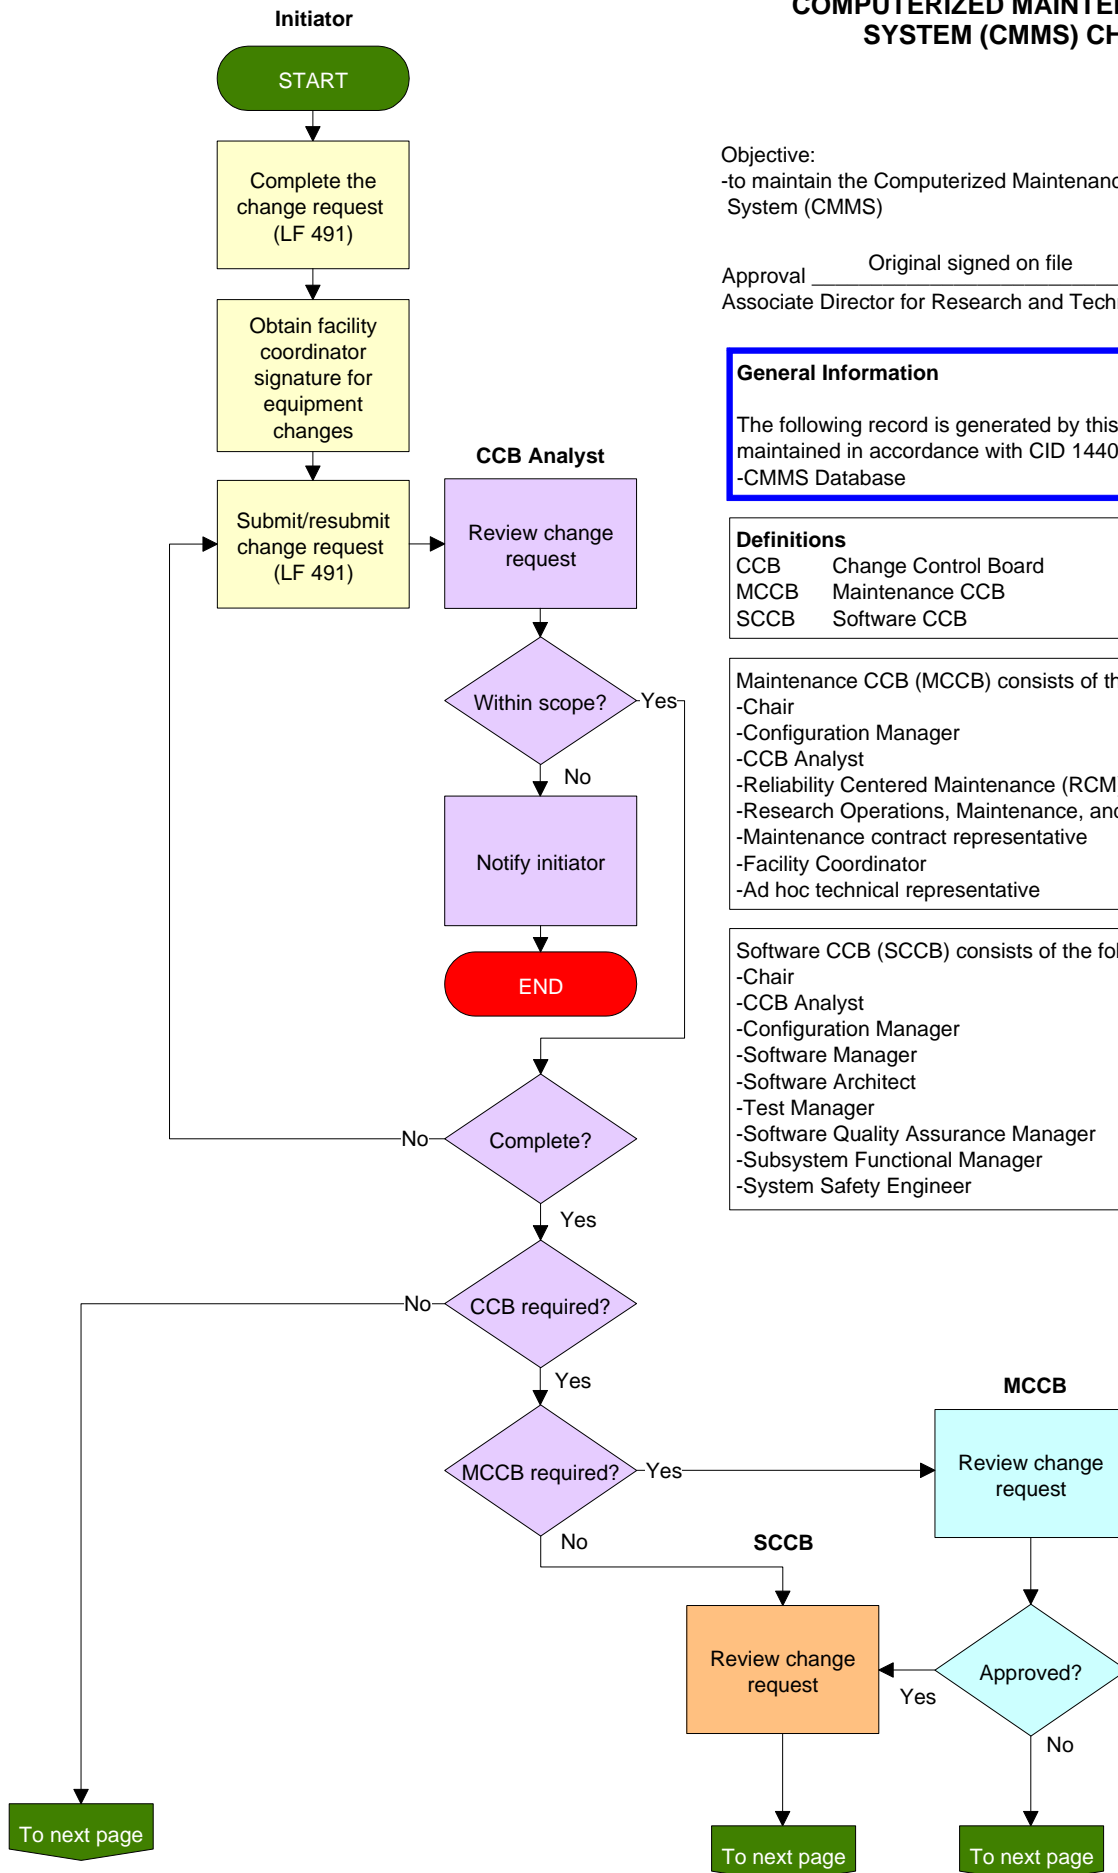 COMPUTERIZED
SYSTEM (CMMS)
Initiator
START
Complete the
change request
(LF 491)
Obtain facility
coordinator
signature for
equipment
changes
Submit/resubmit
change request
(LF 491)
Objective:
-to maintain the Computerized
System (CMMS)
Original signed on file
Approval
Associate Director for Research and
General Information
The following record is generated by this
maintained in accordance with CID 1440
-CMMS Database
CCB Analyst
Review change
request
Within scope?
Yes
No
Notify initiator
END
Definitions
CCB Change Control Board
MCCB Maintenance CCB
SCCB Software CCB
Maintenance CCB (MCCB) consists of
-Chair
-Configuration Manager
-CCB Analyst
-Reliability Centered Maintenance (RCM
-Research Operations, Maintenance,
-Maintenance contract representative
-Facility Coordinator
-Ad hoc technical representative
Software CCB (SCCB) consists of the
-Chair
-CCB Analyst
-Configuration Manager
-Software Manager
-Software Architect
-Test Manager
-Software Quality Assurance Manager
-Subsystem Functional Manager
-System Safety Engineer
Complete?
No
Yes
CCB required?
No
Yes
MCCB required?
Yes
No
MCCB
Review change
request
SCCB
Review change
request
Approved?
Yes
No
To next page
To next page
To next page